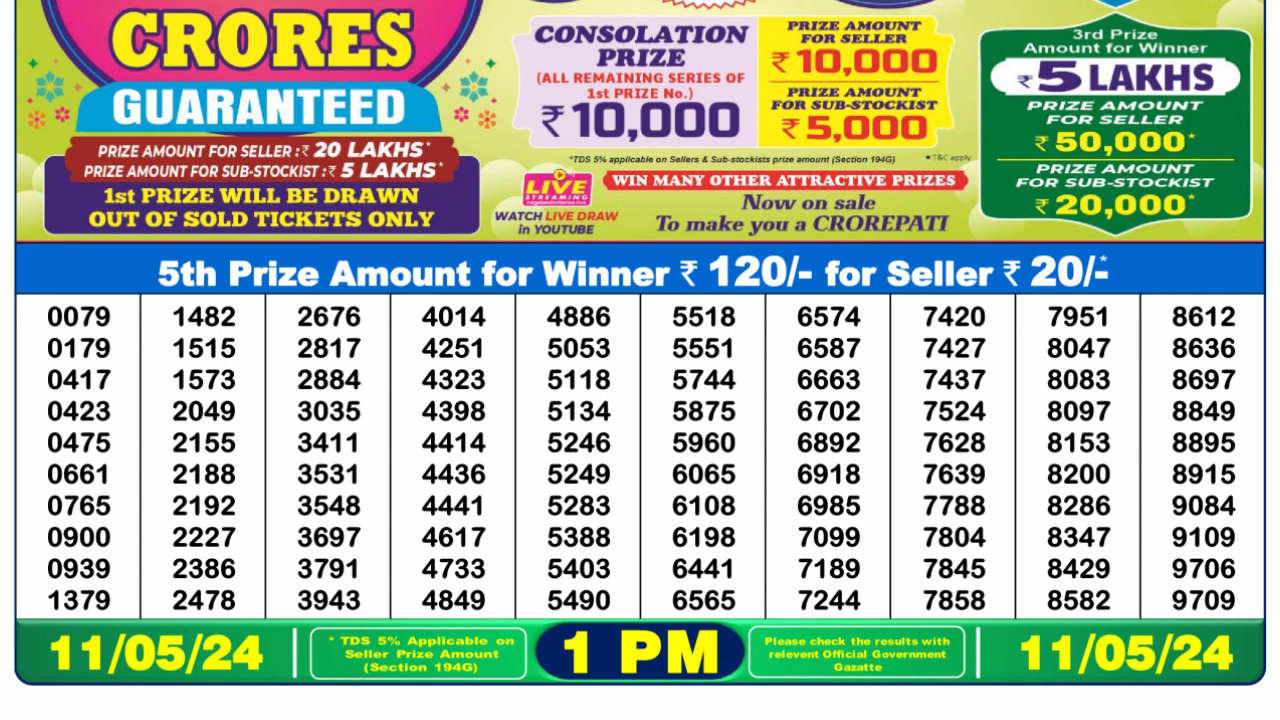 CRORES
GUARANTEED
PRIZE AMOUNT FOR SELLER :₹ 20 LAKHS*
PRIZE AMOUNT FOR SUB-STOCKIST :₹ 5 LAKHS*
1st PRIZE WILL BE DRAWN
OUT OF SOLD TICKETS ONLY
CONSOLATION
PRIZE
(ALL REMAINING SERIES OF
1st PRIZE No.)
₹ 10,000
PRIZE AMOUNT
FOR SELLER
₹ 10,000
PRIZE AMOUNT
FOR SUB-STOCKIST
₹ 5,000
*TDS 5% applicable on Sellers & Sub-stockists prize amount (Section 194G)
* T&C apply
LIVE
STREAMING
WATCH LIVE DRAW
in YOUTUBE
WIN MANY OTHER ATTRACTIVE PRIZES
Now on sale
To make you a CROREPATI
3rd Prize
Amount for Winner
₹ 5 LAKHS
PRIZE AMOUNT
FOR SELLER
₹ 50,000*
PRIZE AMOUNT
FOR SUB-STOCKIST
₹ 20,000*
5th Prize Amount for Winner ₹ 120/- for Seller ₹ 20/-*
0079 1482 2676 4014 4886 5518 6574 7420 7951 8612
0179 1515 2817 4251 5053 5551 6587 7427 8047 8636
0417 1573 2884 4323 5118 5744 6663 7437 8083 8697
0423 2049 3035 4398 5134 5875 6702 7524 8097 8849
0475 2155 3411 4414 5246 5960 6892 7628 8153 8895
0661 2188 3531 4436 5249 6065 6918 7639 8200 8915
0765 2192 3548 4441 5283 6108 6985 7788 8286 9084
0900 2227 3697 4617 5388 6198 7099 7804 8347 9109
0939 2386 3791 4733 5403 6441 7189 7845 8429 9706
1379 2478 3943 4849 5490 6565 7244 7858 8582 9709
11/05/24
* TDS 5% Applicable on
Seller Prize Amount
(Section 194G)
1 PM
Please check the results with
relevent Official Government
Gazatte
11/05/24